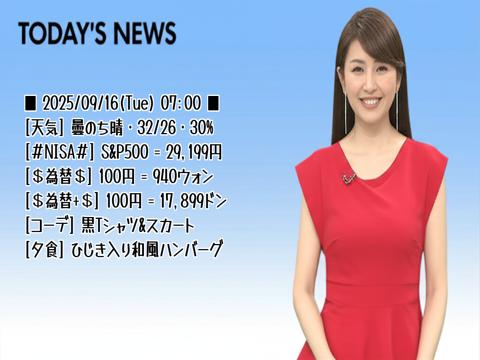 TODAY'S NEWS
■ 2025/09/16(Tue) 07:00 ■
[天気] 曇のち晴・32/26・30%
[#NISA#] S&P500 = 29,199円
[＄為替＄] 100円 = 940ウォン
[＄為替+＄] 100円 = 17,899ドン
[コーデ] 黒Tシャツ&スカート
[夕食] ひじき入り和風ハンバーグ